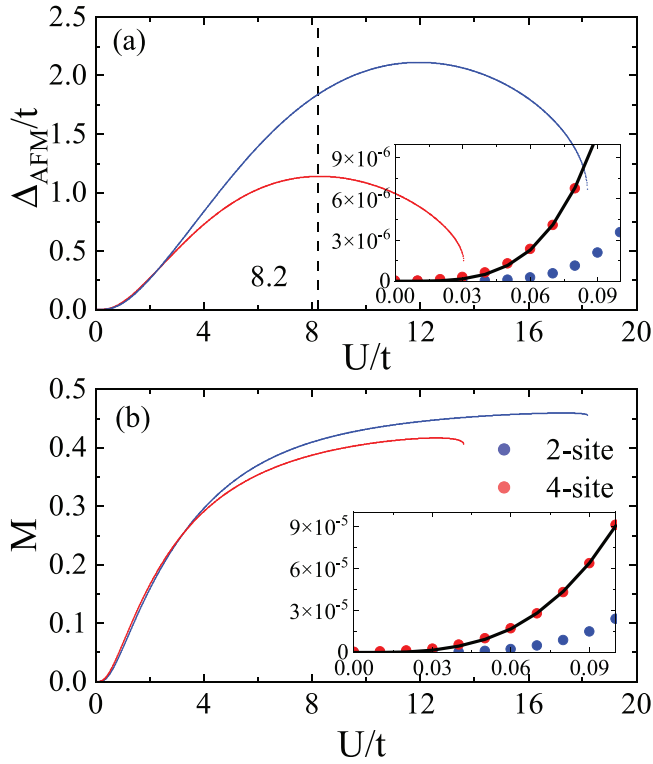 (a)
Δ_AFM/t
2.5
2.0
1.5
1.0
0.5
0.0
8.2
9×10⁻⁶
6×10⁻⁶
3×10⁻⁶
0
0.00 0.03 0.06 0.09
0 4 8 12 16 20
U/t
(b)
M
0.5
0.4
0.3
0.2
0.1
0.0
2-site
4-site
9×10⁻⁵
6×10⁻⁵
3×10⁻⁵
0
0.00 0.03 0.06 0.09
0 4 8 12 16 20
U/t